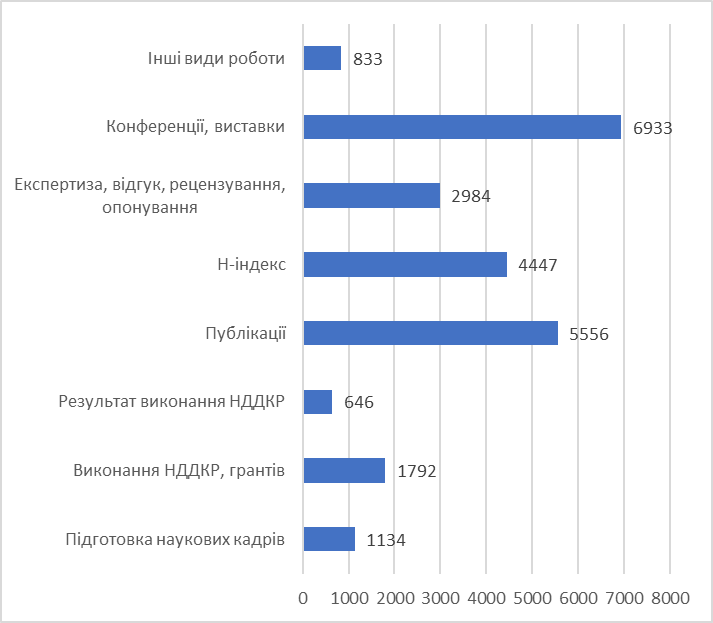 Інші види роботи
833
Конференції, виставки
6933
Експертиза, відгук, рецензування,
опонування
2984
Н-індекс
4447
Публікації
5556
Результат виконання НДДКР
646
Виконання НДДКР, грантів
1792
Підготовка наукових кадрів
1134
0 1000 2000 3000 4000 5000 6000 7000 8000